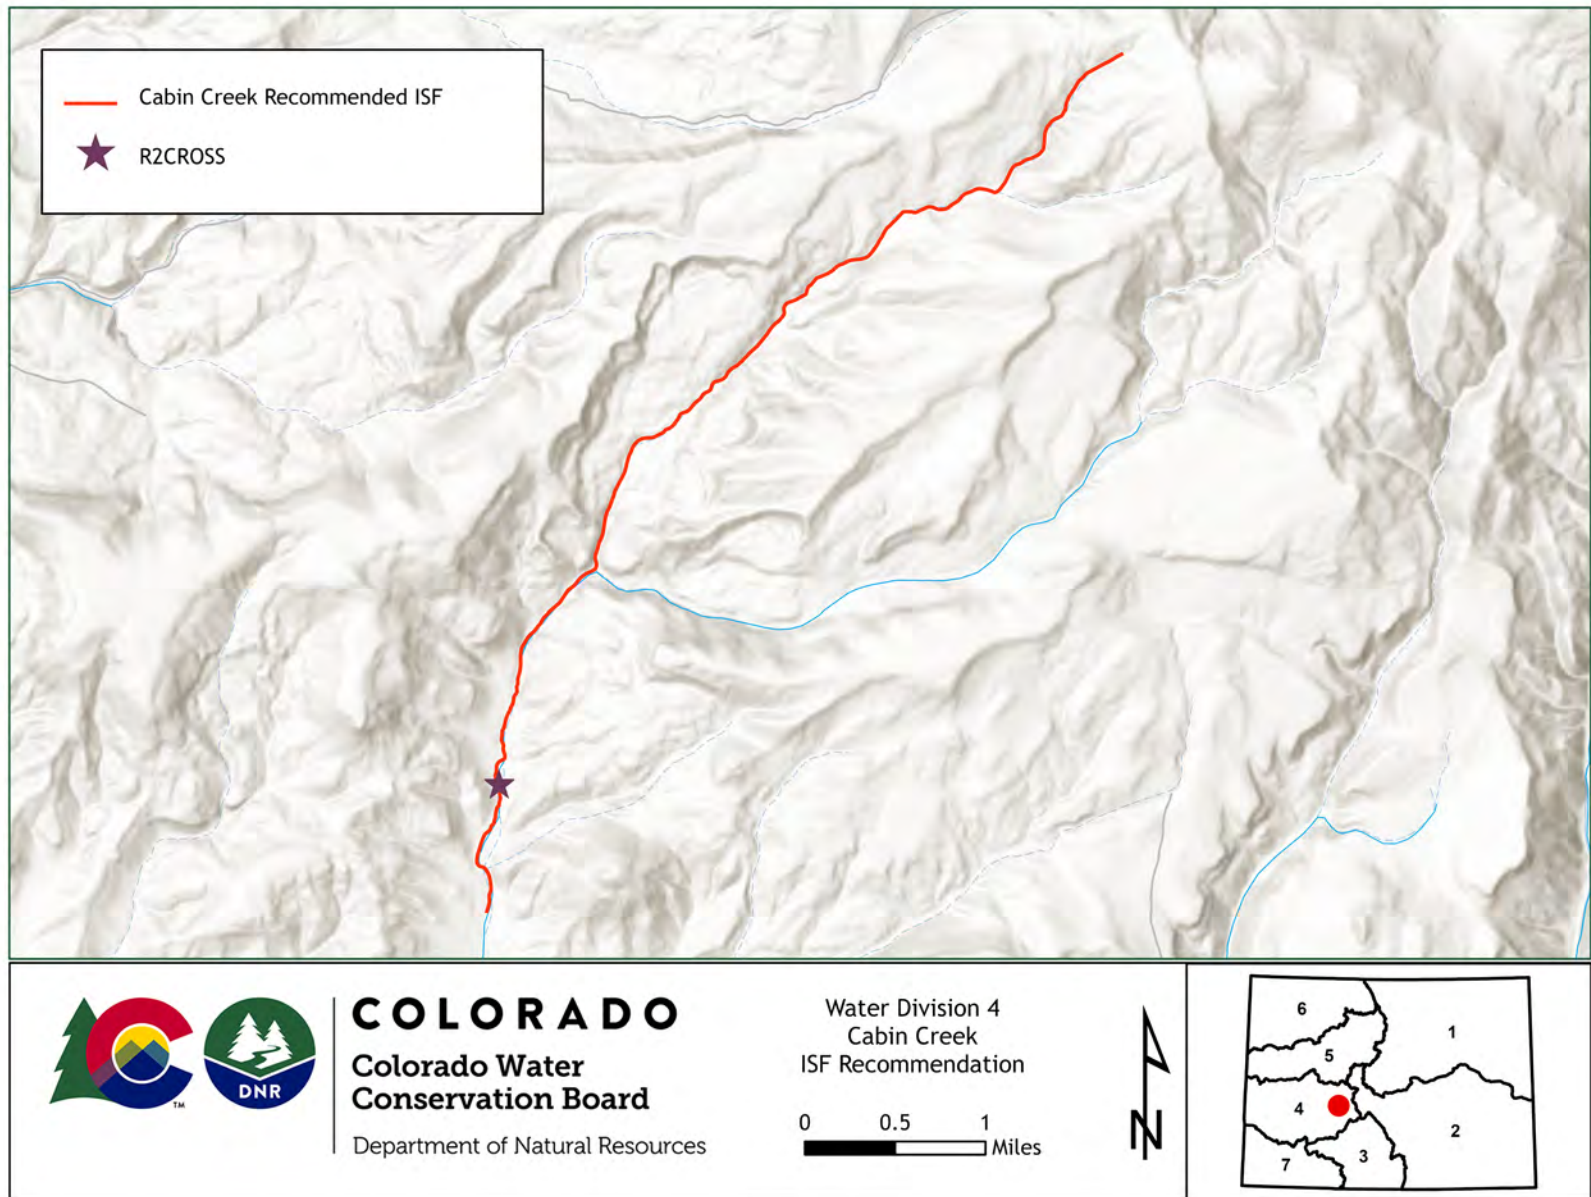 Cabin Creek Recommended ISF
R2CROSS
TM
DNR
COLORADO
Colorado Water
Conservation Board
Department of Natural Resources
Water Division 4
Cabin Creek
ISF Recommendation
0 0.5 1
Miles
N
6
1
5
4
2
3
7